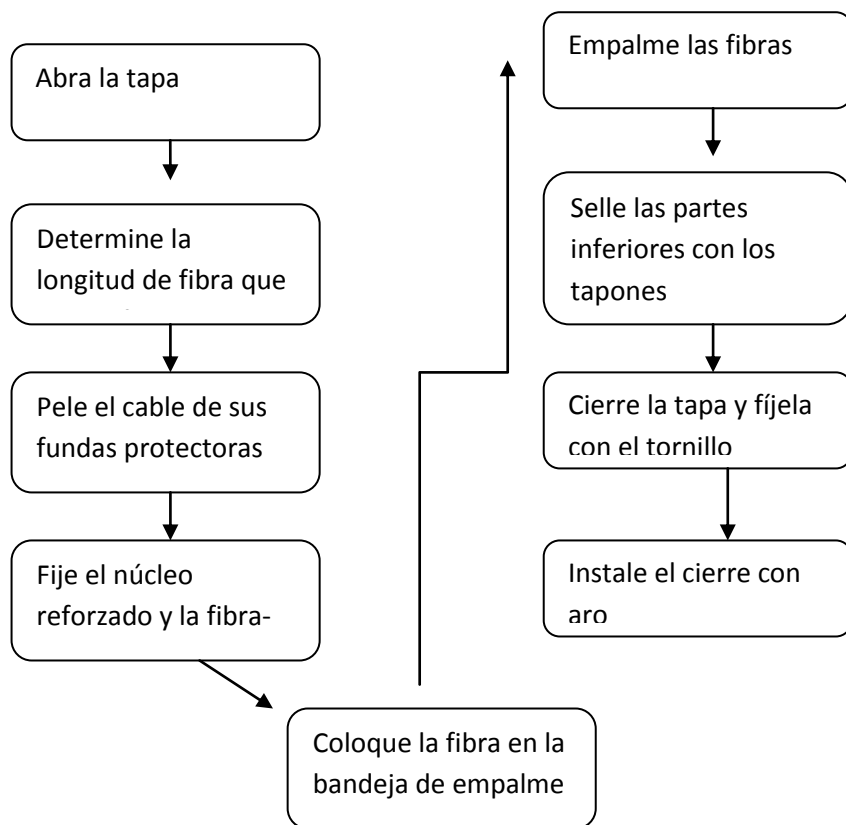 Abra la tapa
Determine la
longitud de fibra que
Pele el cable de sus
fundas protectoras
Fije el núcleo
reforzado y la fibra-
Coloque la fibra en la
bandeja de empalme
Empalme las fibras
Selle las partes
inferiores con los
tapones
Cierre la tapa y fíjela
con el tornillo
Instale el cierre con
aro